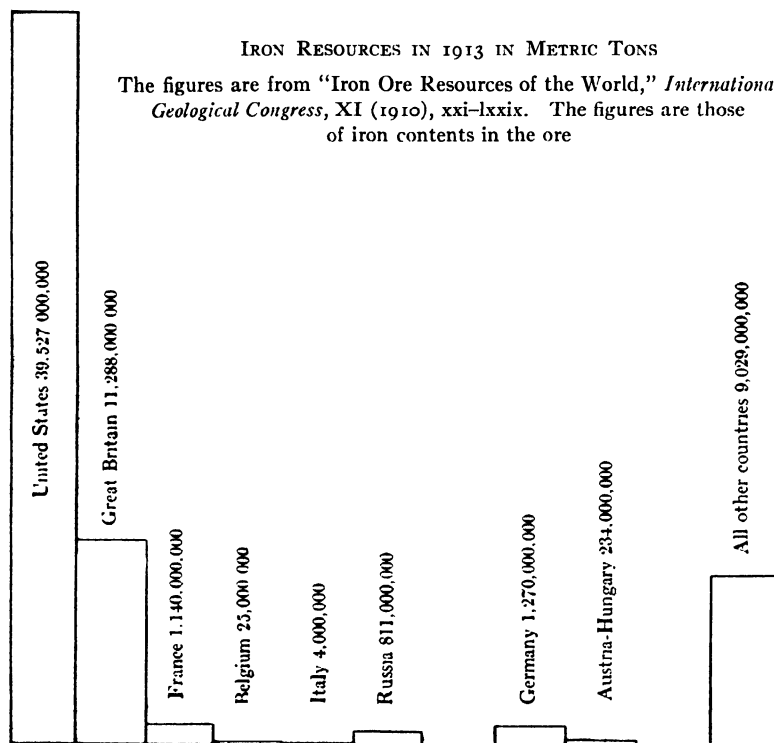 IRON RESOURCES IN 1913 IN METRIC TONS
The figures are from “Iron Ore Resources of the World,” Internationa
Geological Congress, XI (1910), xxi–lxxix. The figures are those
of iron contents in the ore
United States 39.527 000,000
Great Britain 11,288,000 000
France 1.140.000.000
Belgium 25,000 000
Italy 4,000,000
Russia 811,000,000
Germany 1,270,000,000
Austria-Hungary 234,000,000
All other countries 9,029,000,000